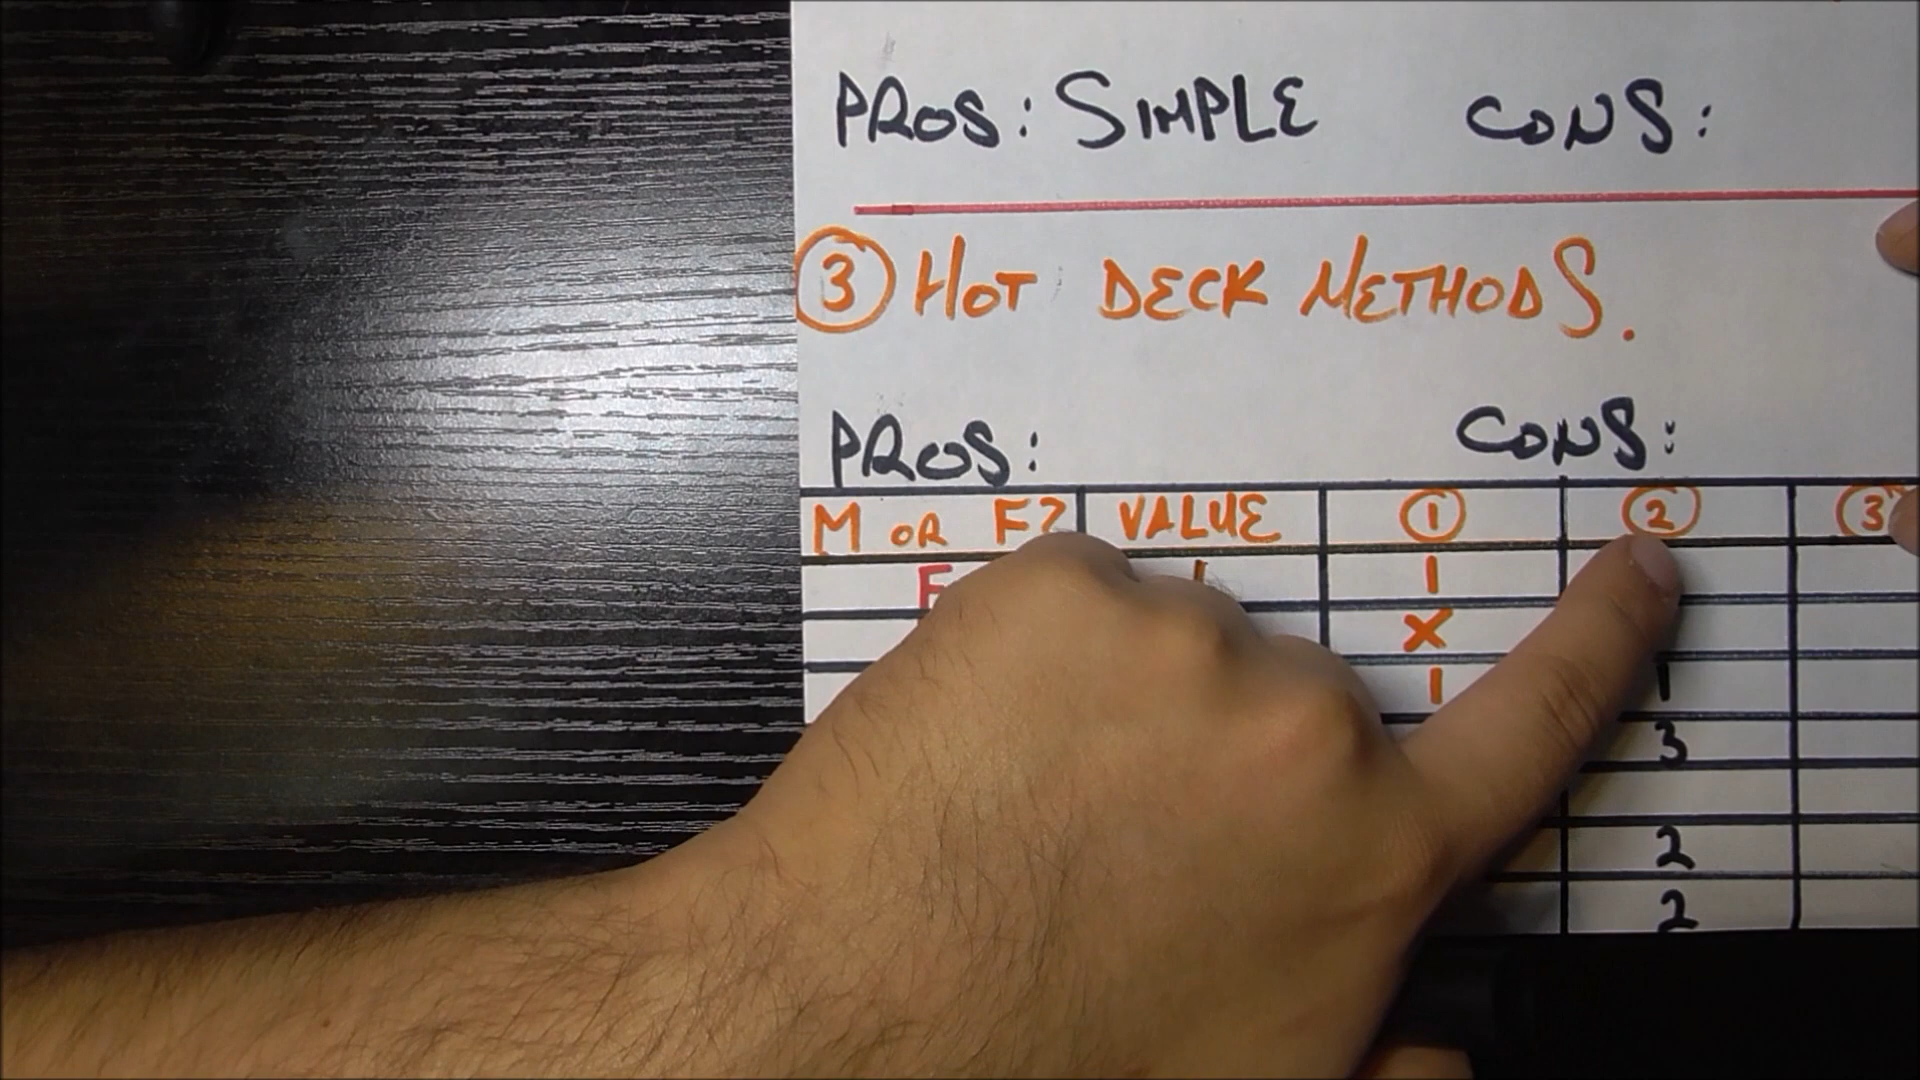 PROS: SIMPLE CONS:
③ HOT DECK METHODS.
PROS: CONS:
M OR F? VALUE ① ② ③
F 1 1
X
1 1
3
2
2